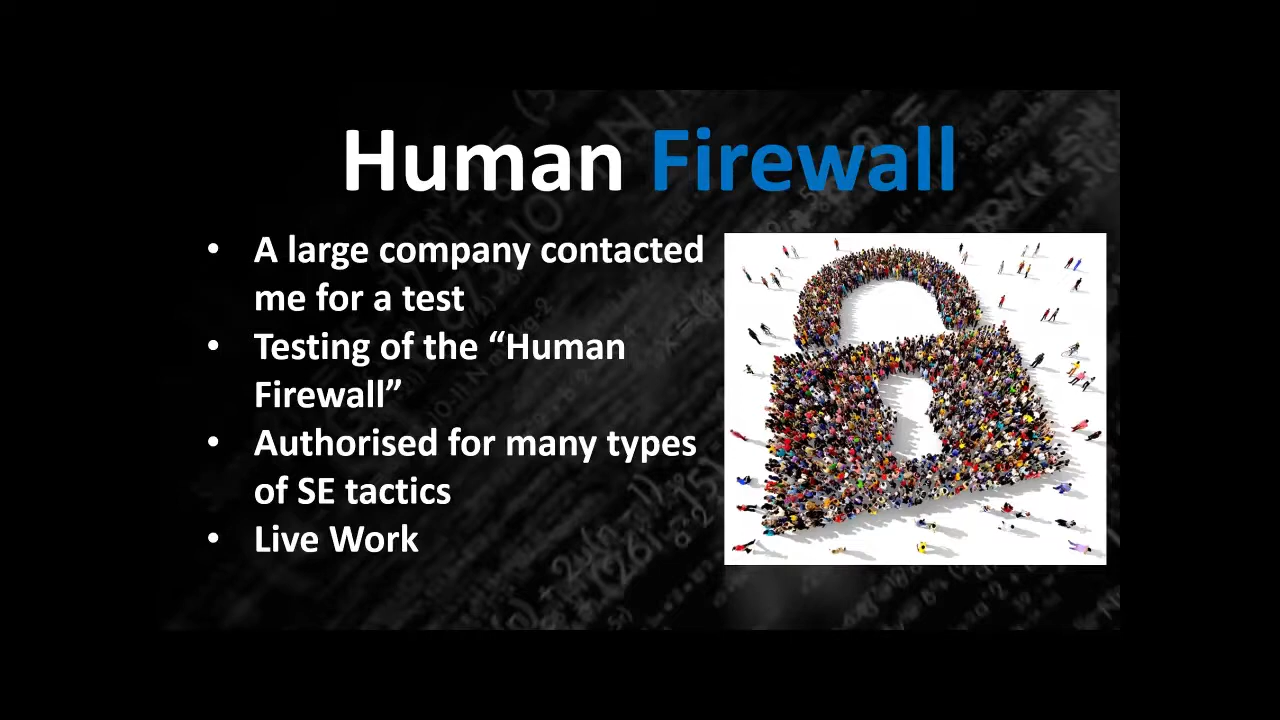 Human Firewall
• A large company contacted
me for a test
• Testing of the “Human
Firewall”
• Authorised for many types
of SE tactics
• Live Work